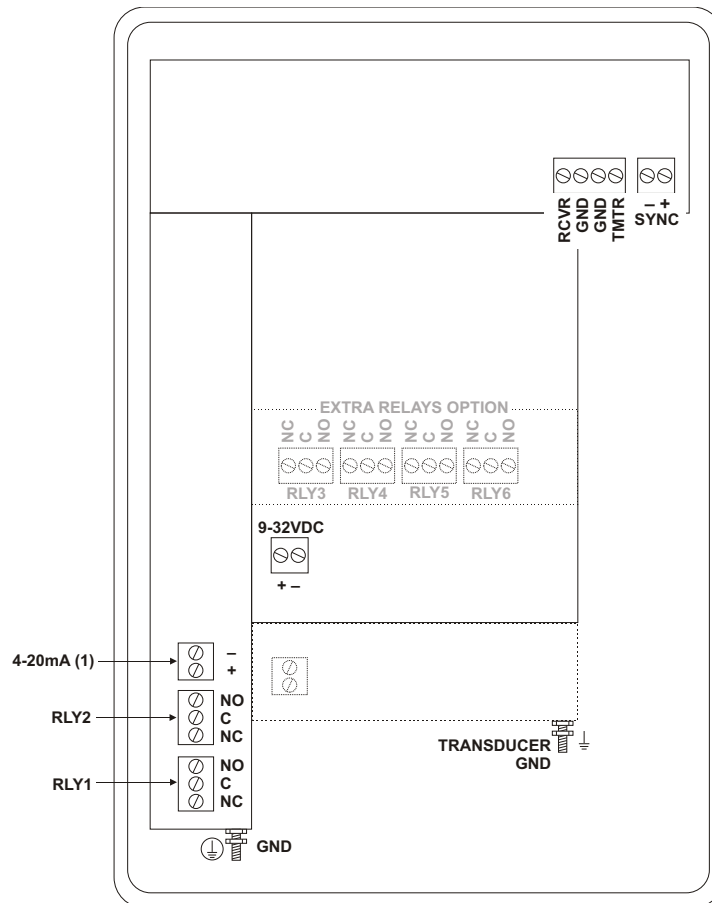 RCVR
GND
GND
TMTR
– +
SYNC
EXTRA RELAYS OPTION
NC C NO NC C NO NC C NO NC C NO
RLY3 RLY4 RLY5 RLY6
9-32VDC
+ –
4-20mA (1)
–
+
RLY2
NO
C
NC
TRANSDUCER
GND
RLY1
NO
C
NC
GND